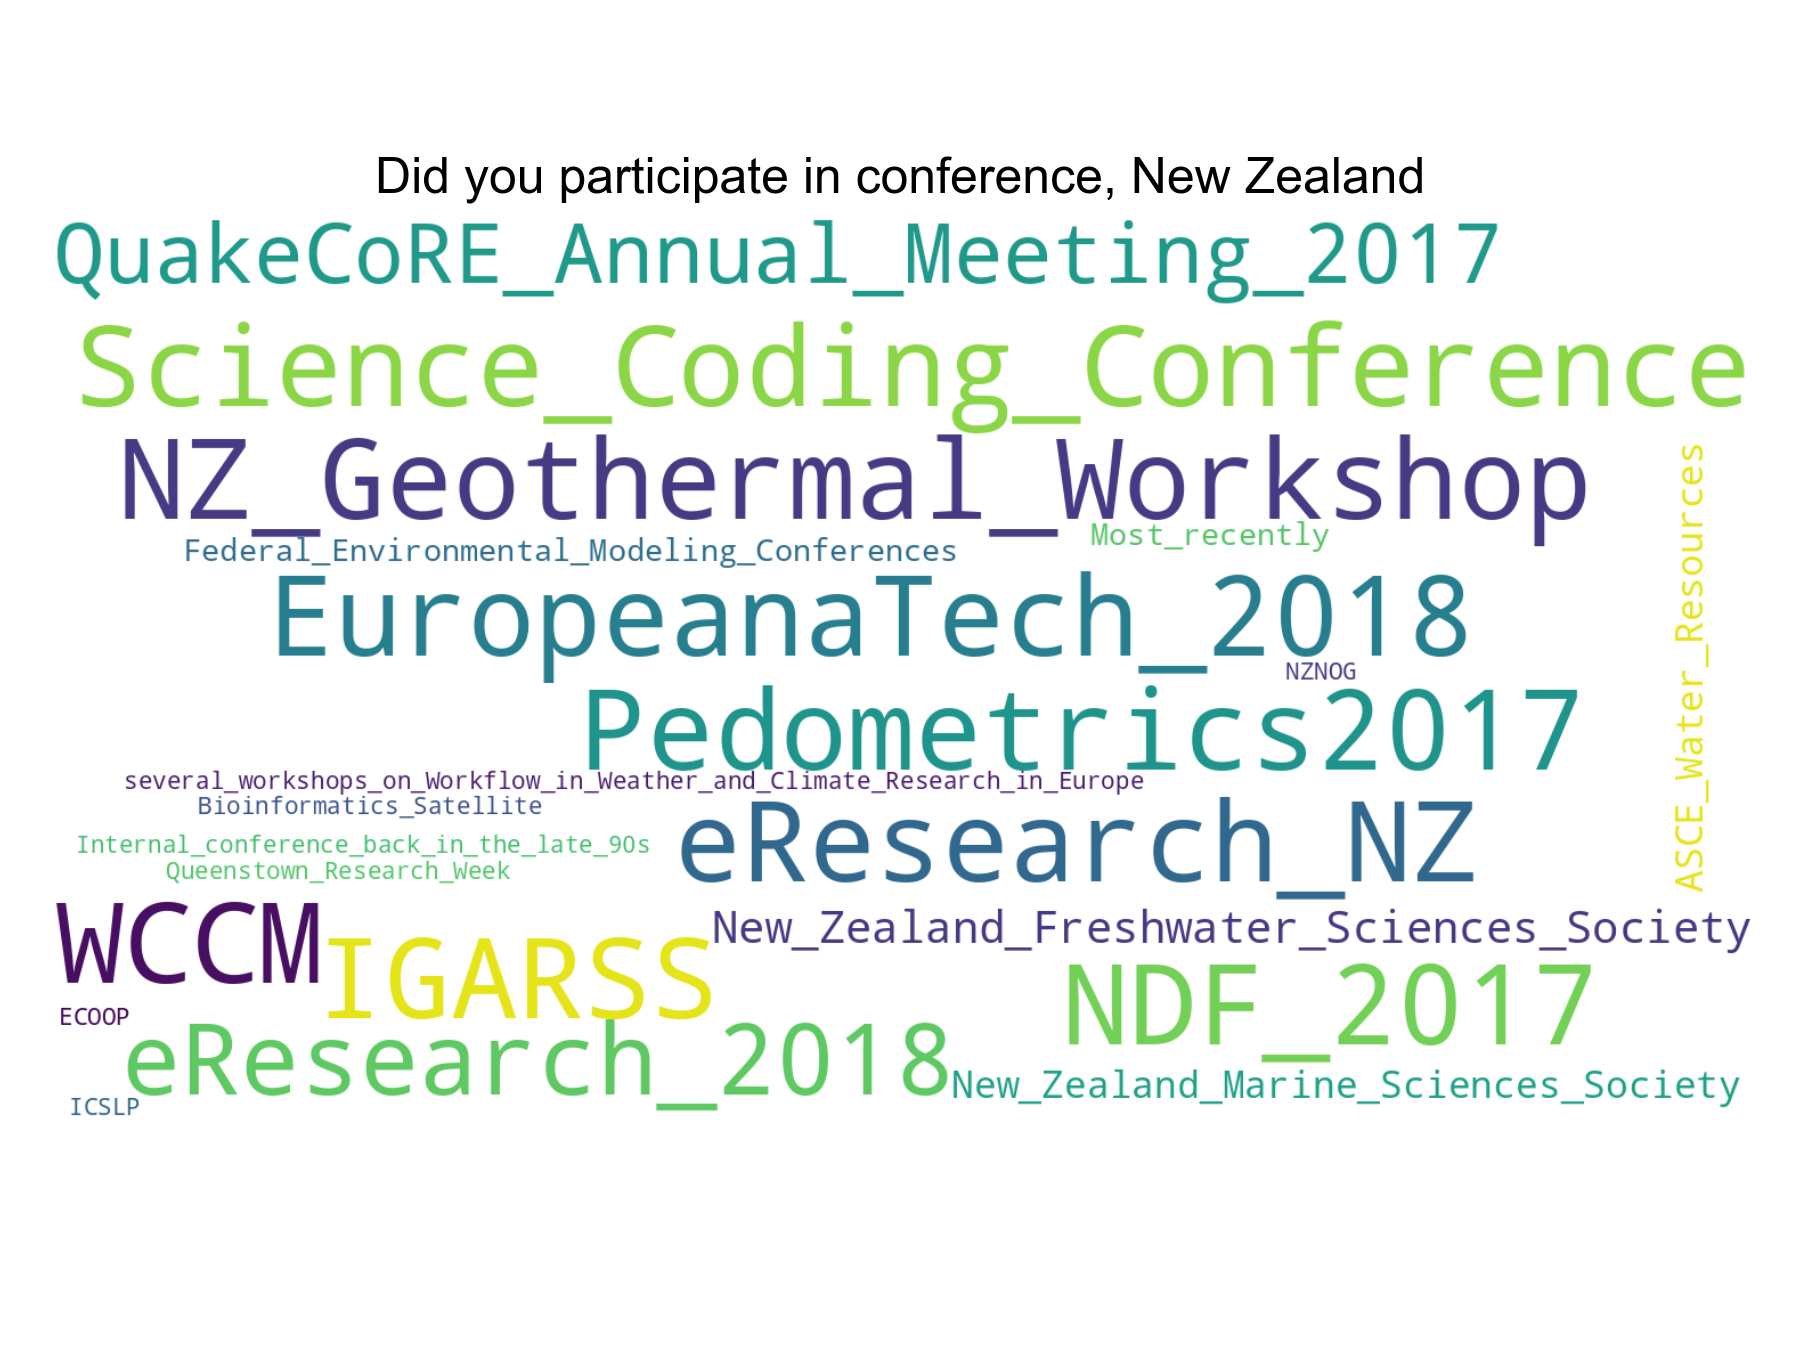 Did you participate in conference, New Zealand
QuakeCoRE_Annual_Meeting_2017
Science_Coding_Conference
NZ_Geothermal_Workshop
Most_recently
Federal_Environmental_Modeling_Conferences
ASCE_Water_Resources
EuropeanaTech_2018
NZNOG
Pedometrics2017
several_workshops_on_Workflow_in_Weather_and_Climate_Research_in_Europe
Bioinformatics_Satellite
eResearch_NZ
Internal_conference_back_in_the_late_90s
Queenstown_Research_Week
New_Zealand_Freshwater_Sciences_Society
WCCM
IGARSS
NDF_2017
ECOOP
eResearch_2018
New_Zealand_Marine_Sciences_Society
ICSLP